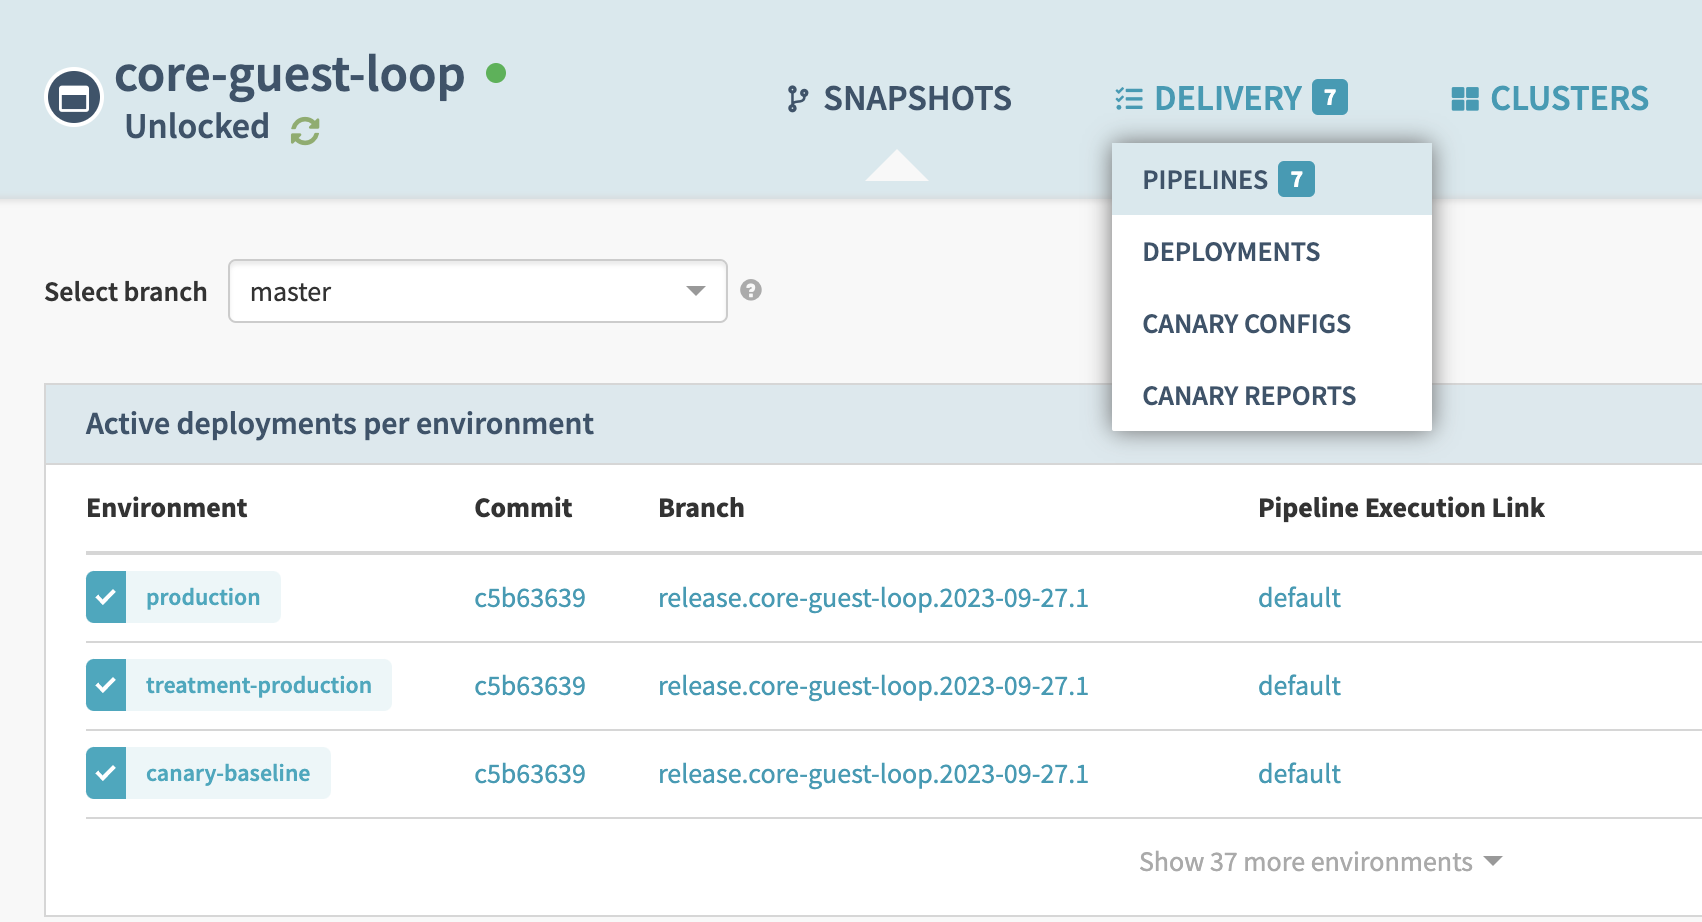 core-guest-loop
Unlocked
SNAPSHOTS
DELIVERY 7
CLUSTERS
PIPELINES 7
DEPLOYMENTS
CANARY CONFIGS
CANARY REPORTS
Select branch master ?
Active deployments per environment
Environment Commit Branch Pipeline Execution Link
production c5b63639 release.core-guest-loop.2023-09-27.1 default
treatment-production c5b63639 release.core-guest-loop.2023-09-27.1 default
canary-baseline c5b63639 release.core-guest-loop.2023-09-27.1 default
Show 37 more environments